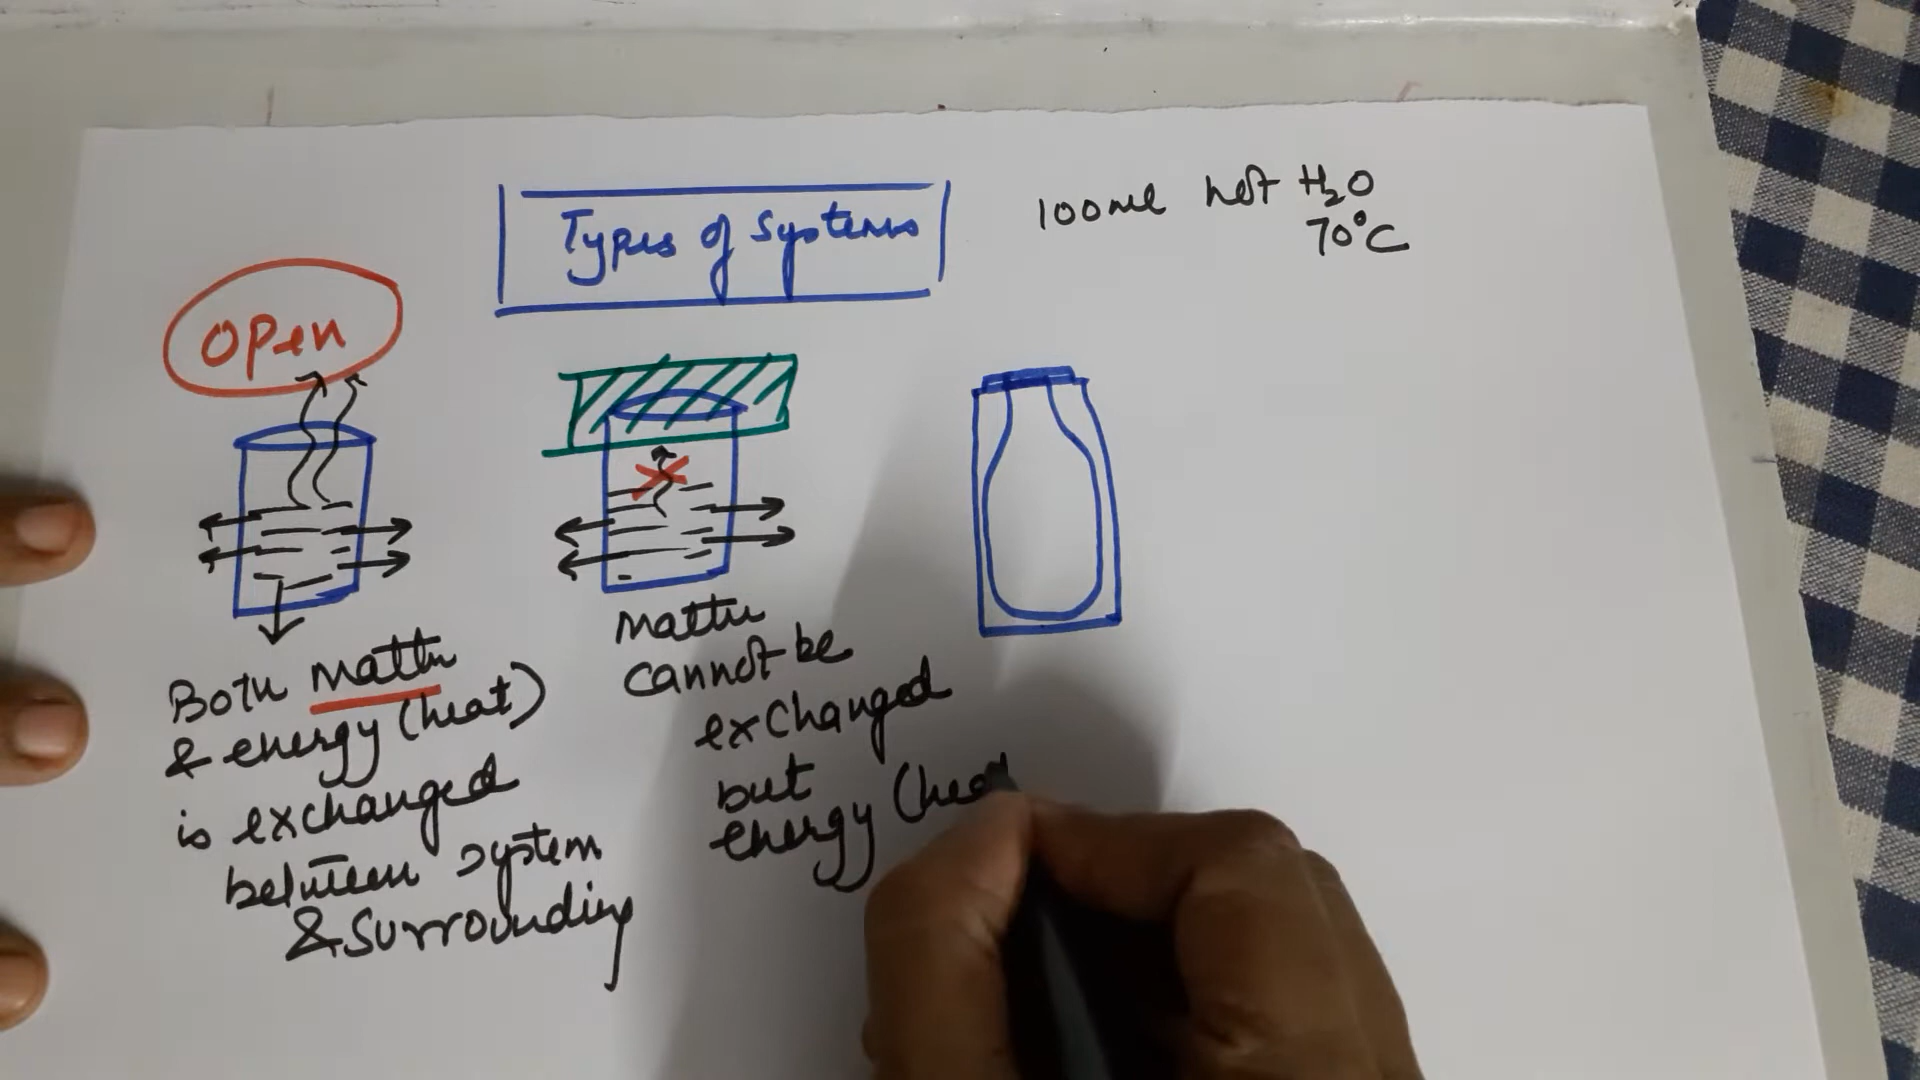 Types of Systems
100ml hot H₂O
70°C
open
Both matter
& energy (heat)
is exchanged
between system
& surrounding
matter
cannot be
exchanged
but
energy (hea